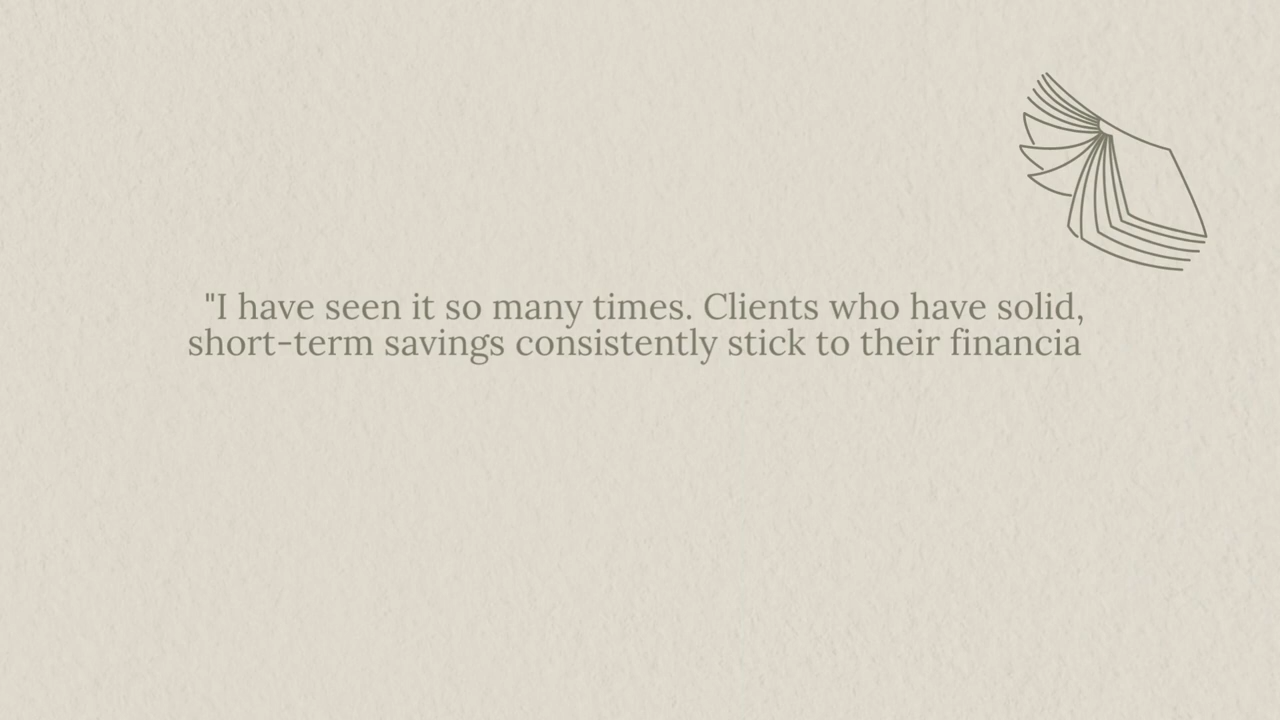 "I have seen it so many times. Clients who have solid,
short-term savings consistently stick to their financia